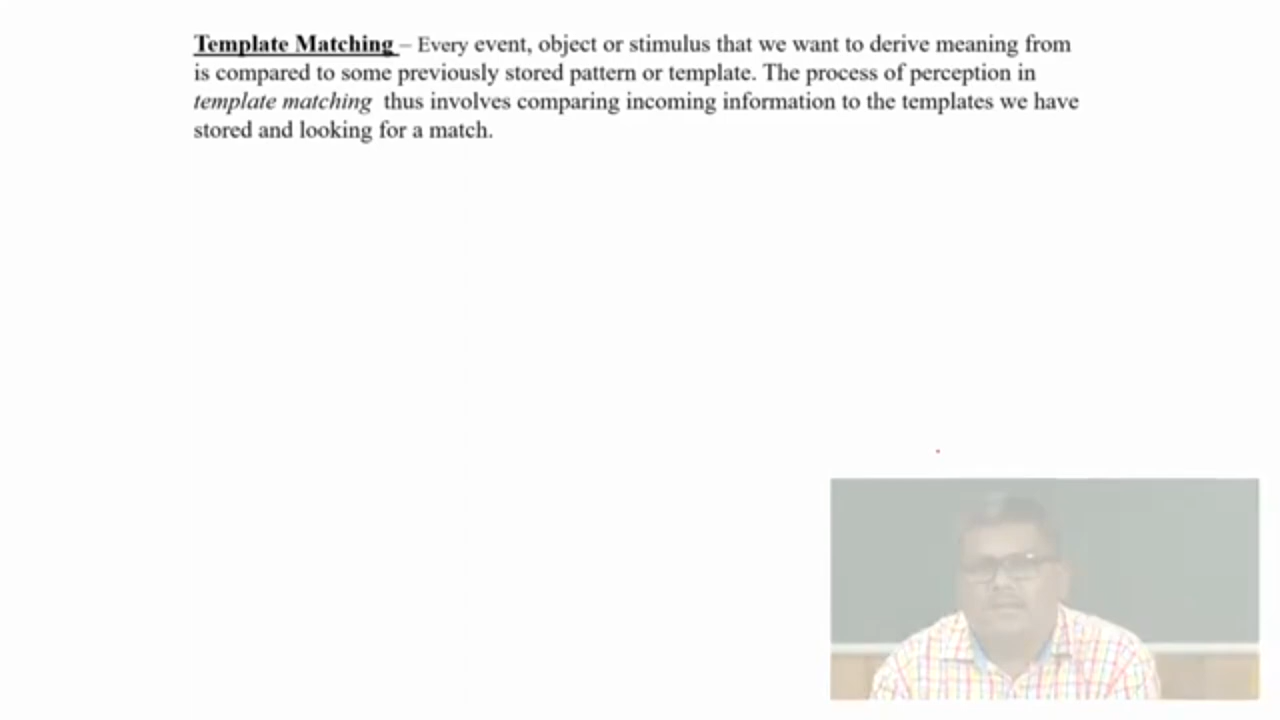 Template Matching – Every event, object or stimulus that we want to derive meaning from
is compared to some previously stored pattern or template. The process of perception in
template matching thus involves comparing incoming information to the templates we have
stored and looking for a match.